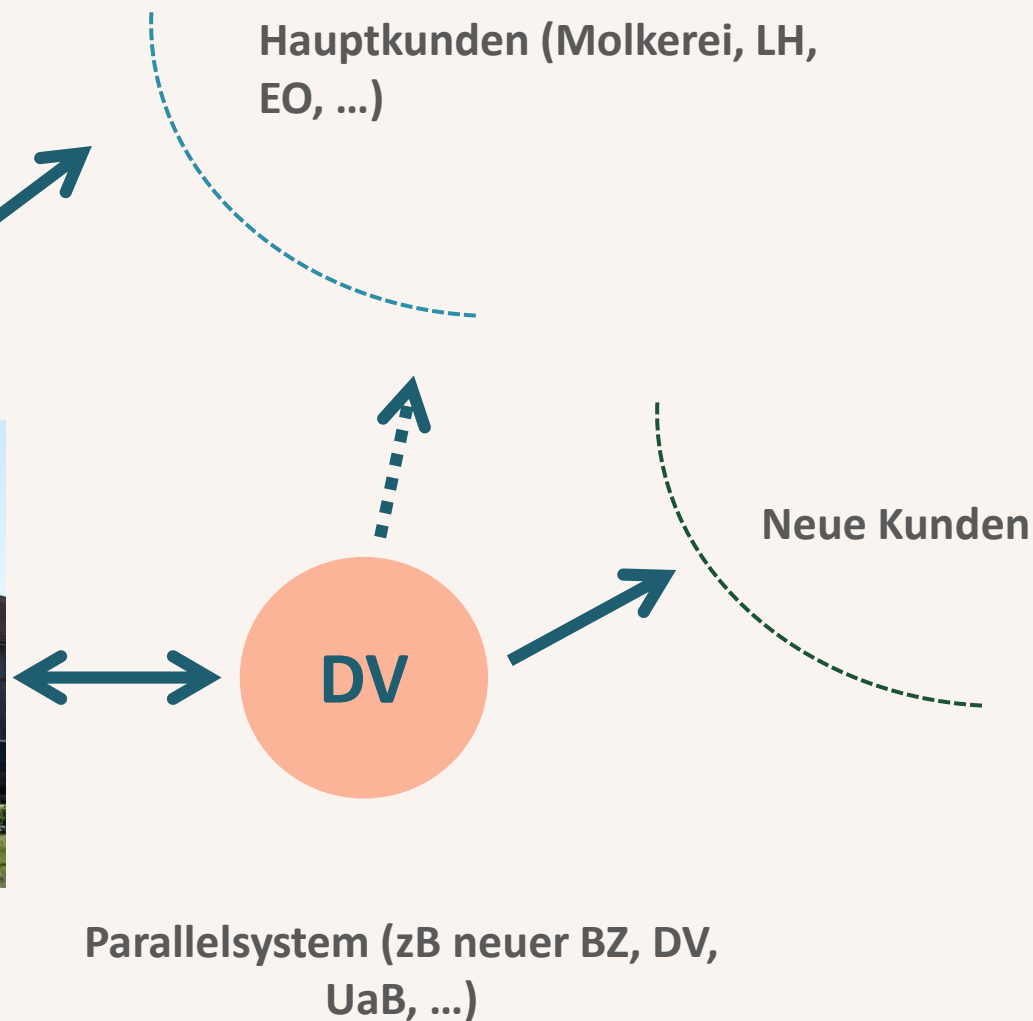 Hauptkunden (Molkerei, LH,
EO, ...)
Neue Kunden
DV
Parallelsystem (zB neuer BZ, DV,
UaB, ...)